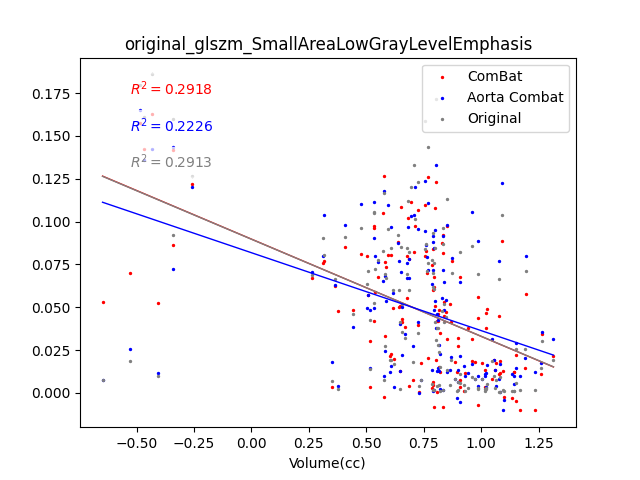 original_glszm_SmallAreaLowGrayLevelEmphasis
ComBat
Aorta Combat
Original
R² = 0.2918
R² = 0.2226
R² = 0.2913
0.175
0.150
0.125
0.100
0.075
0.050
0.025
0.000
−0.50 −0.25 0.00 0.25 0.50 0.75 1.00 1.25
Volume(cc)